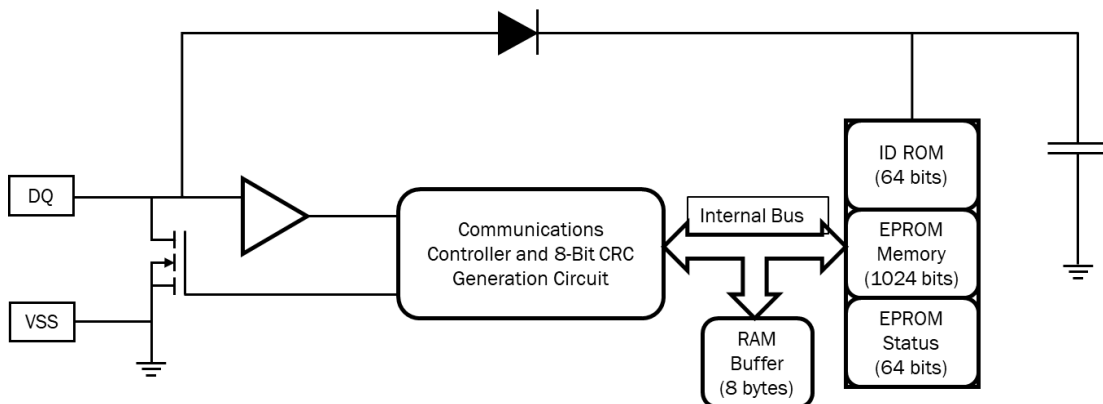 DQ
VSS
Communications
Controller and 8-Bit CRC
Generation Circuit
Internal Bus
RAM
Buffer
(8 bytes)
ID ROM
(64 bits)
EPROM
Memory
(1024 bits)
EPROM
Status
(64 bits)